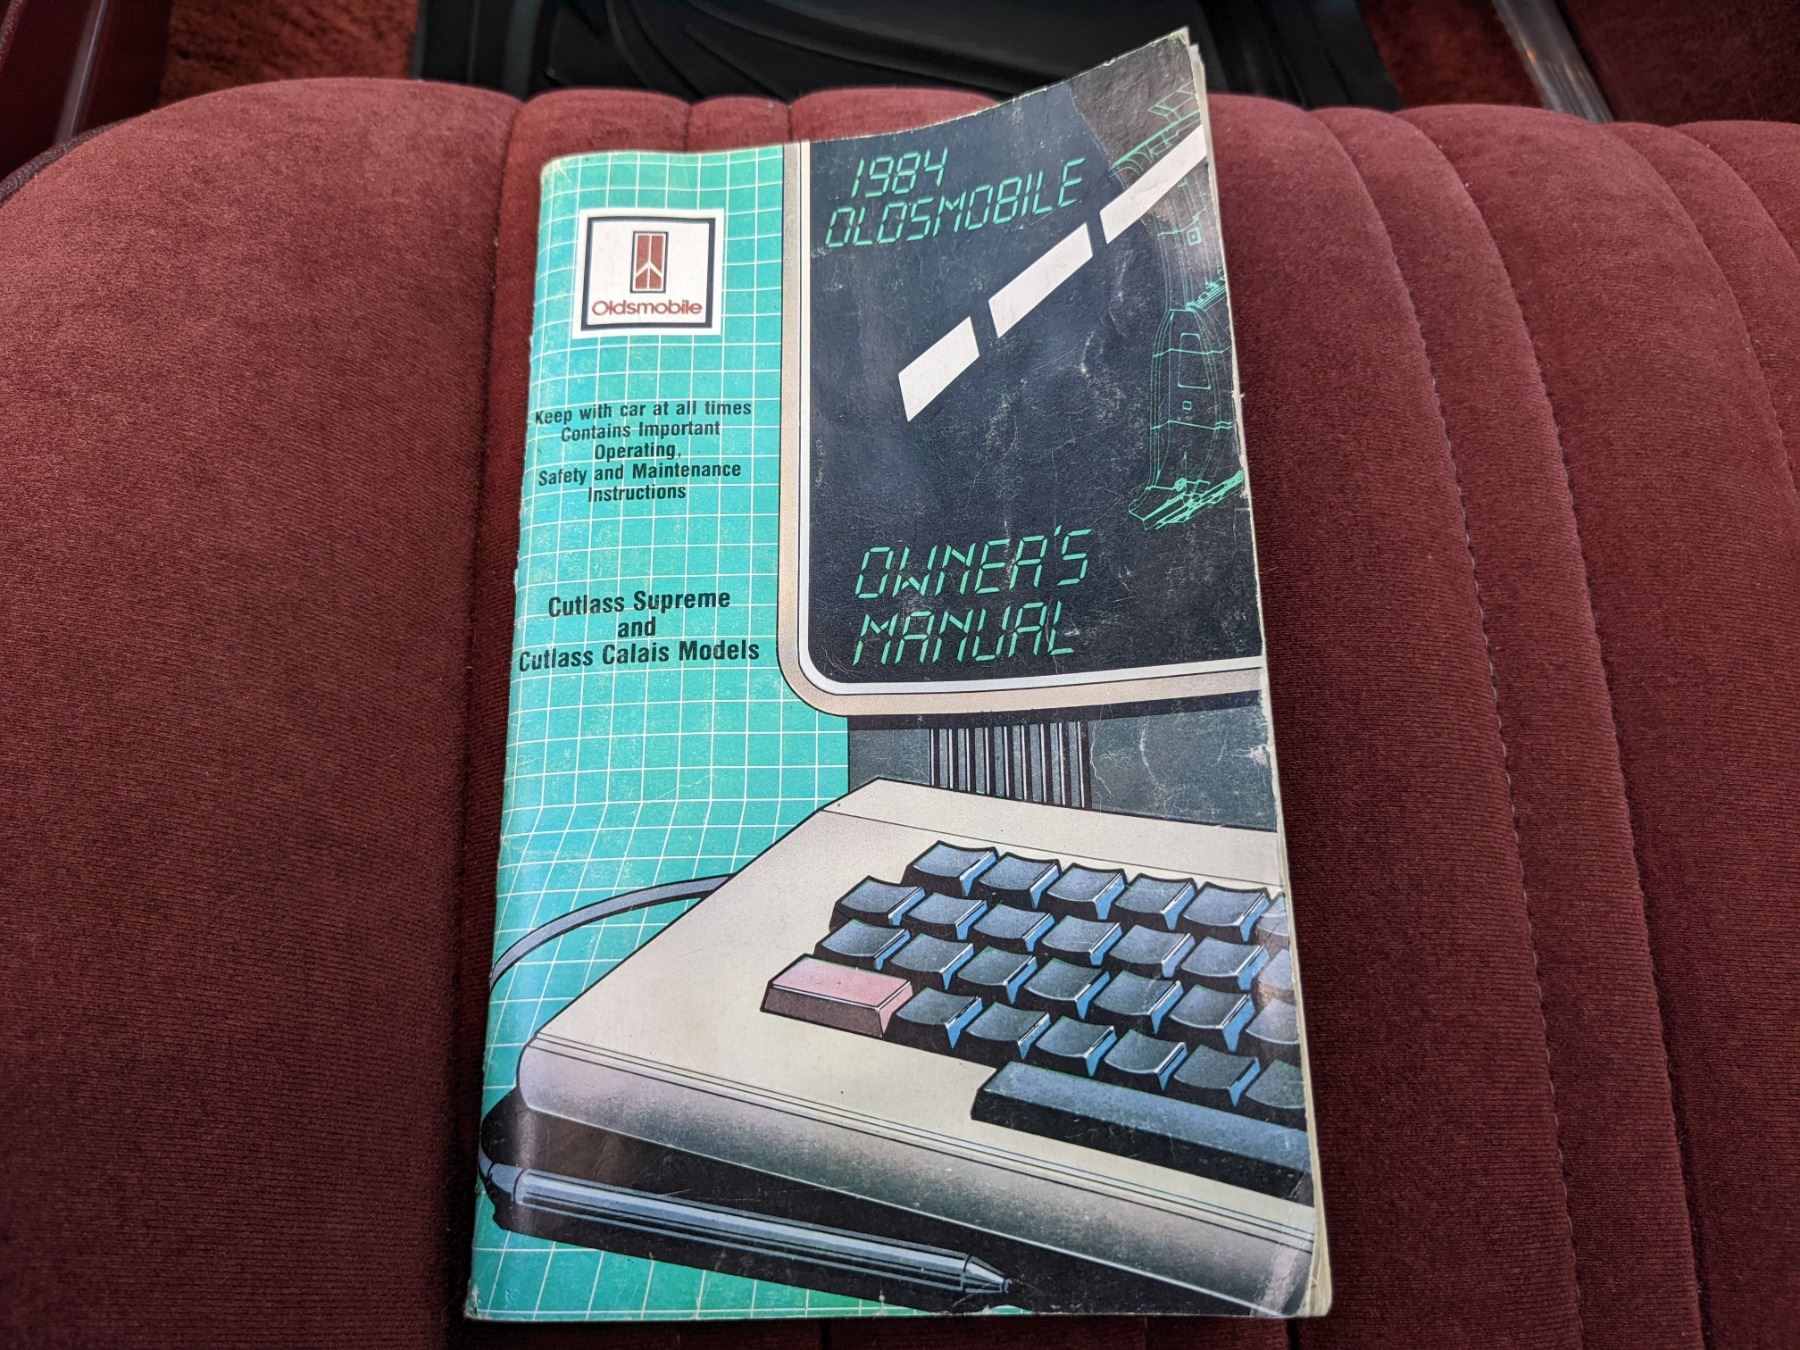 1984
OLDSMOBILE
Oldsmobile
Keep with car at all times
Contains Important
Operating,
Safety and Maintenance
Instructions
Cutlass Supreme
and
Cutlass Calais Models
OWNER'S
MANUAL